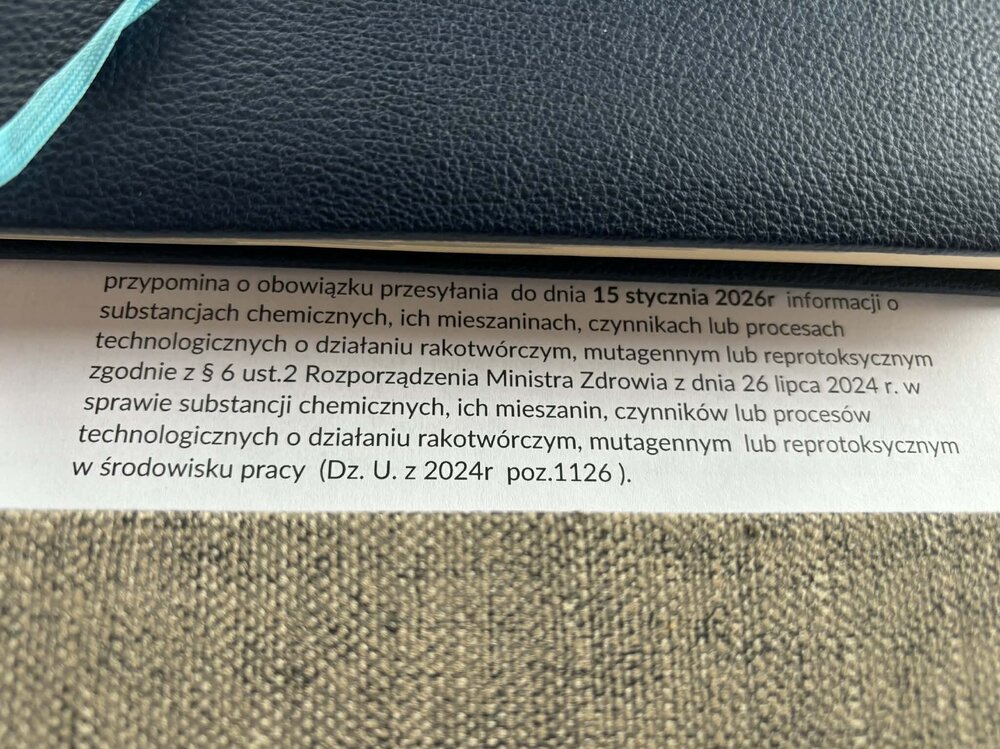 przypomina o obowiązku przesyłania do dnia 15 stycznia 2026r informacji o
substancjach chemicznych, ich mieszaninach, czynnikach lub procesach
technologicznych o działaniu rakotwórczym, mutagennym lub reprotoksycznym
zgodnie z § 6 ust.2 Rozporządzenia Ministra Zdrowia z dnia 26 lipca 2024 r. w
sprawie substancji chemicznych, ich mieszanin, czynników lub procesów
technologicznych o działaniu rakotwórczym, mutagennym lub reprotoksycznym
w środowisku pracy (Dz. U. z 2024r poz.1126 ).